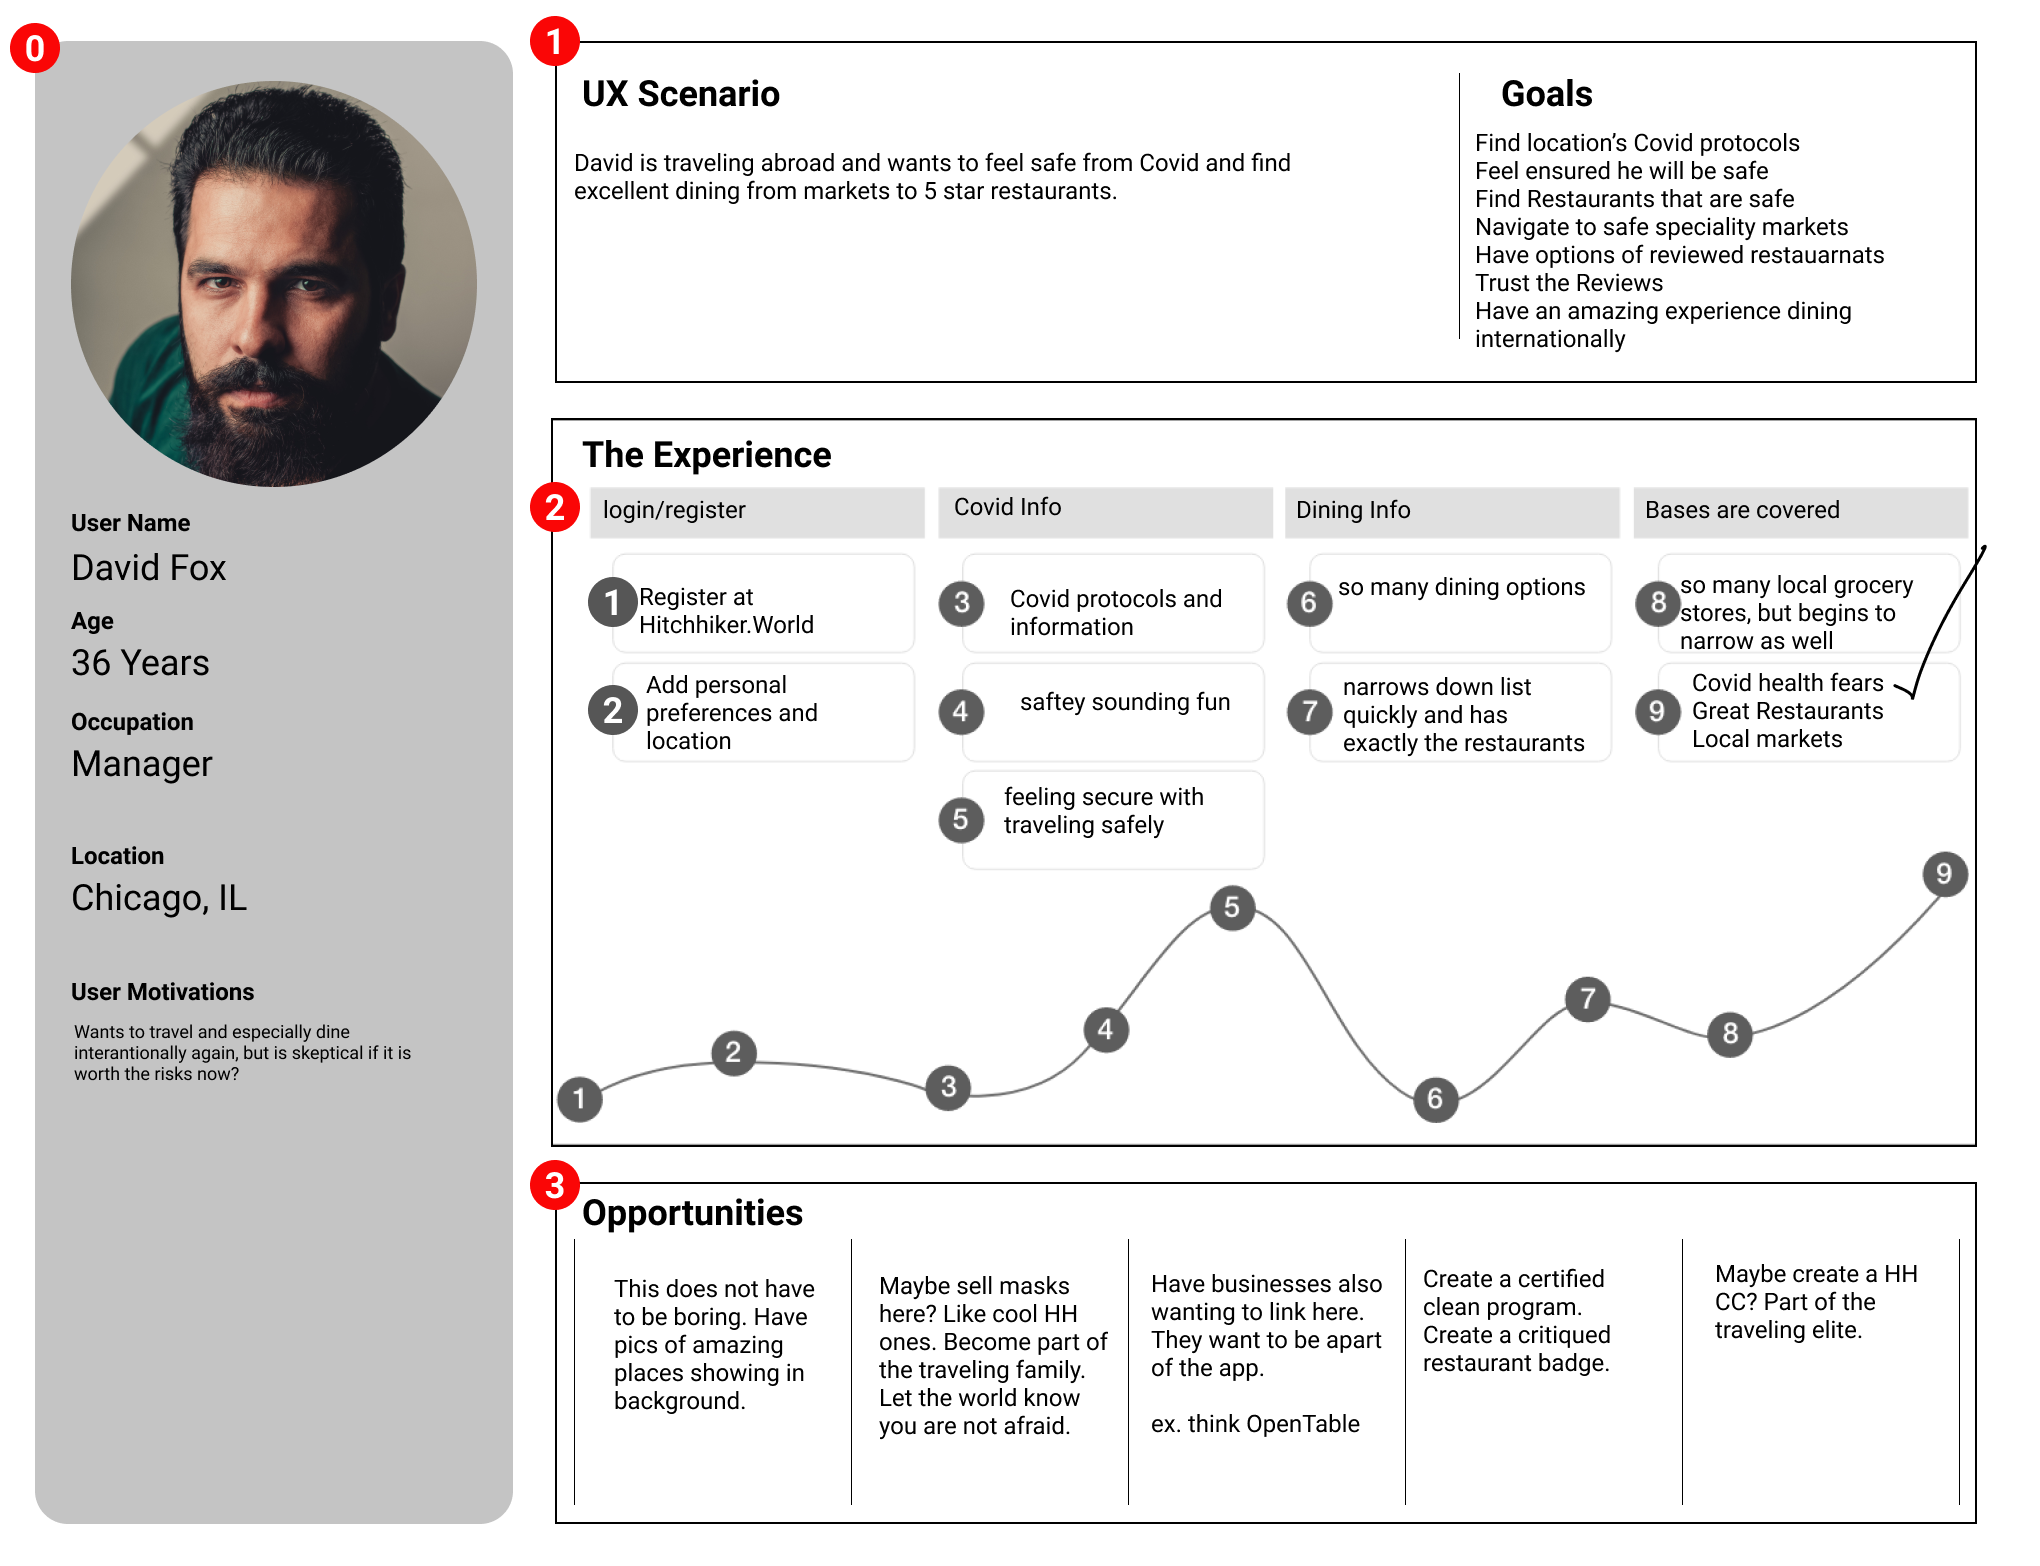 0
User Name
David Fox
Age
36 Years
Occupation
Manager
Location
Chicago, IL
User Motivations
Wants to travel and especially dine
interantionally again, but is skeptical if it is
worth the risks now?
1
UX Scenario
David is traveling abroad and wants to feel safe from Covid and find
excellent dining from markets to 5 star restaurants.
Goals
Find location’s Covid protocols
Feel ensured he will be safe
Find Restaurants that are safe
Navigate to safe speciality markets
Have options of reviewed restauarnats
Trust the Reviews
Have an amazing experience dining
internationally
The Experience
2
login/register
1
Register at
Hitchhiker.World
2
Add personal
preferences and
location
Covid Info
3
Covid protocols and
information
4
saftey sounding fun
5
feeling secure with
traveling safely
Dining Info
6
so many dining options
7
narrows down list
quickly and has
exactly the restaurants
Bases are covered
8
so many local grocery
stores, but begins to
narrow as well
9
Covid health fears
Great Restaurants
Local markets
1
2
3
4
5
6
7
8
9
3
Opportunities
This does not have
to be boring. Have
pics of amazing
places showing in
background.
Maybe sell masks
here? Like cool HH
ones. Become part of
the traveling family.
Let the world know
you are not afraid.
Have businesses also
wanting to link here.
They want to be apart
of the app.
ex. think OpenTable
Create a certified
clean program.
Create a critiqued
restaurant badge.
Maybe create a HH
CC? Part of the
traveling elite.